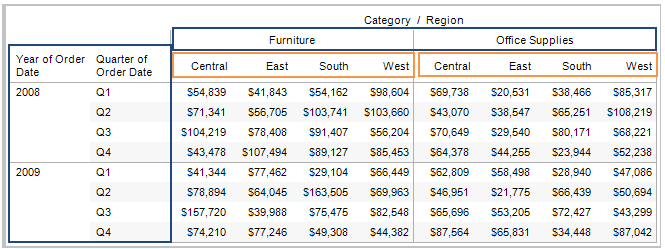 Category / Region
Furniture Office Supplies
Year of Order Date Quarter of Order Date Central East South West Central East South West
2008 Q1 $54,839 $41,843 $54,162 $98,604 $69,738 $20,531 $38,466 $85,317
Q2 $71,341 $56,705 $103,741 $103,660 $43,070 $38,547 $65,251 $108,219
Q3 $104,219 $78,408 $91,407 $56,204 $70,649 $29,540 $80,171 $68,221
Q4 $43,478 $107,494 $89,127 $85,453 $64,378 $44,255 $23,944 $52,238
2009 Q1 $41,344 $77,462 $29,104 $66,449 $62,809 $58,498 $28,940 $47,086
Q2 $78,894 $64,045 $163,505 $69,963 $46,951 $21,775 $66,439 $50,694
Q3 $157,720 $39,988 $75,475 $82,548 $65,696 $53,205 $72,427 $43,299
Q4 $74,210 $77,246 $49,308 $44,382 $87,564 $65,831 $34,448 $87,042